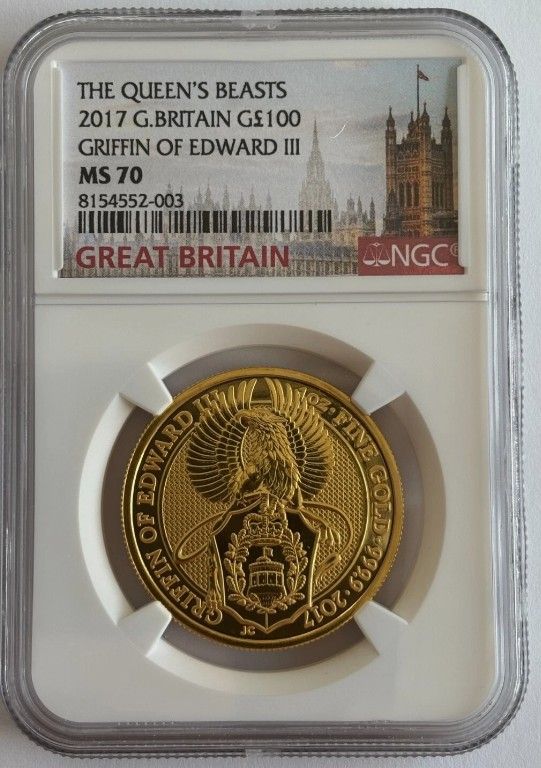 THE QUEEN'S BEASTS
2017 G.BRITAIN G£100
GRIFFIN OF EDWARD III
MS 70
8154552-003
GREAT BRITAIN
NGC®
GRIFFIN OF EDWARD III 1OZ·FINE GOLD·999.9·2017
JC